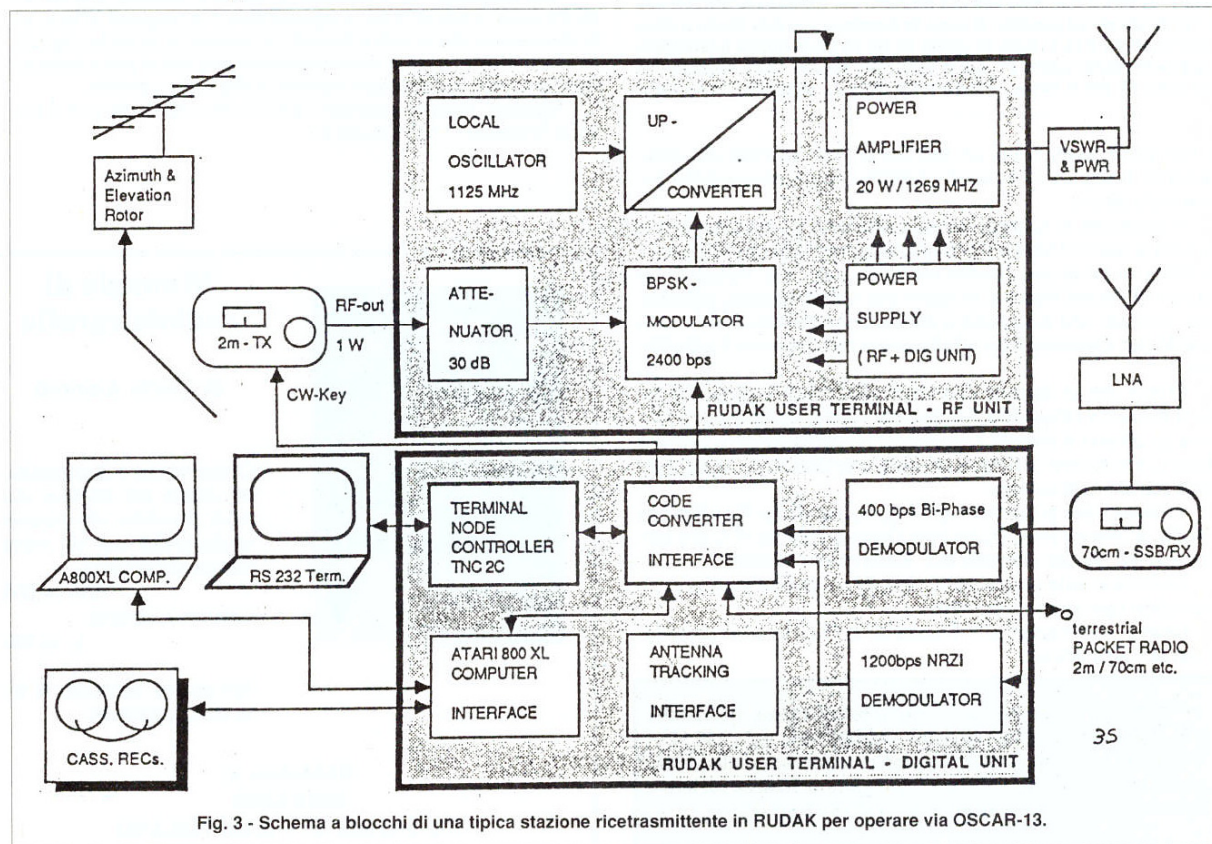 Azimuth &
Elevation
Rotor
LOCAL
OSCILLATOR
1125 MHz
UP -
CONVERTER
POWER
AMPLIFIER
20 W / 1269 MHZ
VSWR
& PWR
2m - TX
RF-out
1 W
CW-Key
ATTE-
NUATOR
30 dB
BPSK -
MODULATOR
2400 bps
POWER
SUPPLY
( RF + DIG UNIT)
RUDAK USER TERMINAL - RF UNIT
LNA
A800XL COMP.
RS 232 Term.
TERMINAL
NODE
CONTROLLER
TNC 2C
CODE
CONVERTER
INTERFACE
400 bps Bi-Phase
DEMODULATOR
70cm - SSB/RX
terrestrial
PACKET RADIO
2m / 70cm etc.
CASS. RECs.
ATARI 800 XL
COMPUTER
INTERFACE
ANTENNA
TRACKING
INTERFACE
1200bps NRZI
DEMODULATOR
35
RUDAK USER TERMINAL - DIGITAL UNIT
Fig. 3 - Schema a blocchi di una tipica stazione ricetrasmittente in RUDAK per operare via OSCAR-13.